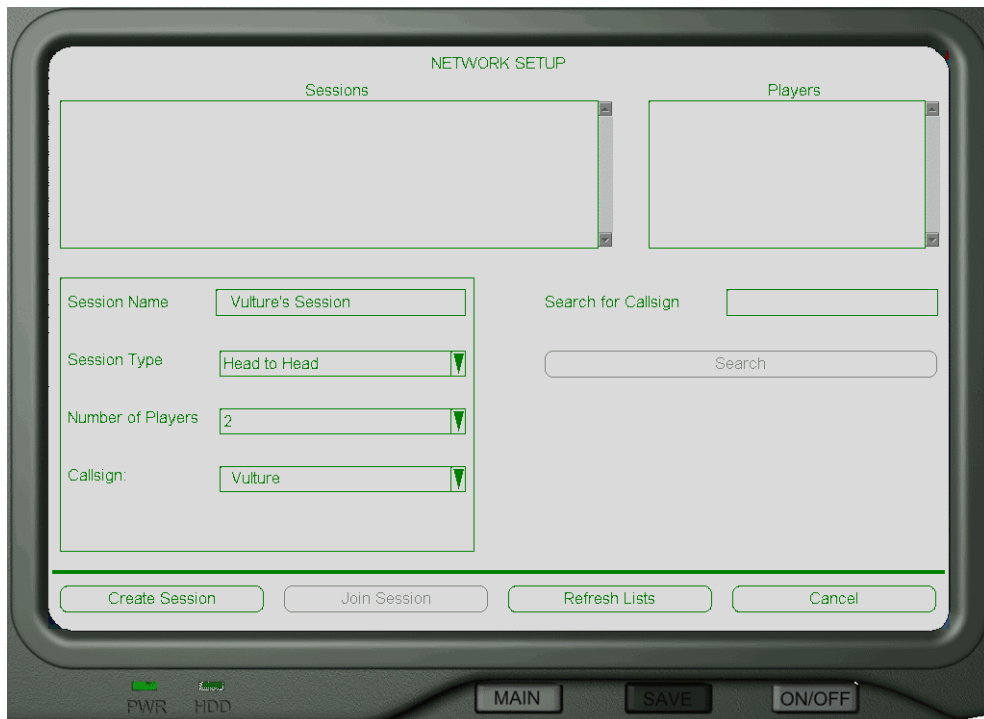 NETWORK SETUP
Sessions
Players
Session Name
Vulture's Session
Search for Callsign
Session Type
Head to Head
Search
Number of Players
2
Callsign:
Vulture
Create Session
Join Session
Refresh Lists
Cancel
PWR
HDD
MAIN
SAVE
ON/OFF